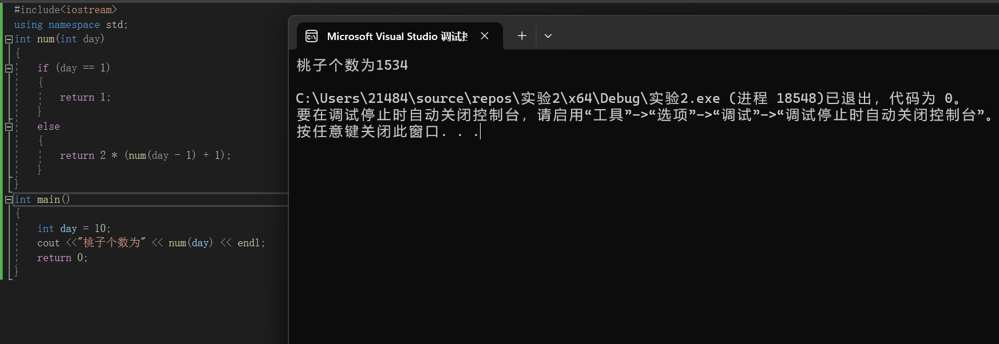 #include<iostream>
using namespace std;
int num(int day)
{
if (day == 1)
{
return 1;
}
else
{
return 2 * (num(day - 1) + 1);
}
}
int main()
{
int day = 10;
cout <<"桃子个数为" << num(day) << endl;
return 0;
}
Microsoft Visual Studio 调试控
桃子个数为1534
C:\Users\21484\source\repos\实验2\x64\Debug\实验2.exe (进程 18548)已退出，代码为 0。
要在调试停止时自动关闭控制台，请启用“工具”->“选项”->“调试”->“调试停止时自动关闭控制台”。
按任意键关闭此窗口. . .